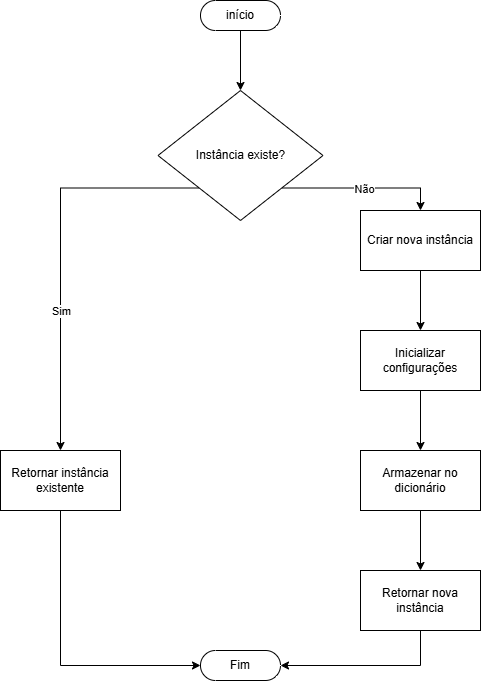 início
Instância existe?
Não
Criar nova instância
Sim
Inicializar
configurações
Retornar instância
existente
Armazenar no
dicionário
Retornar nova
instância
Fim